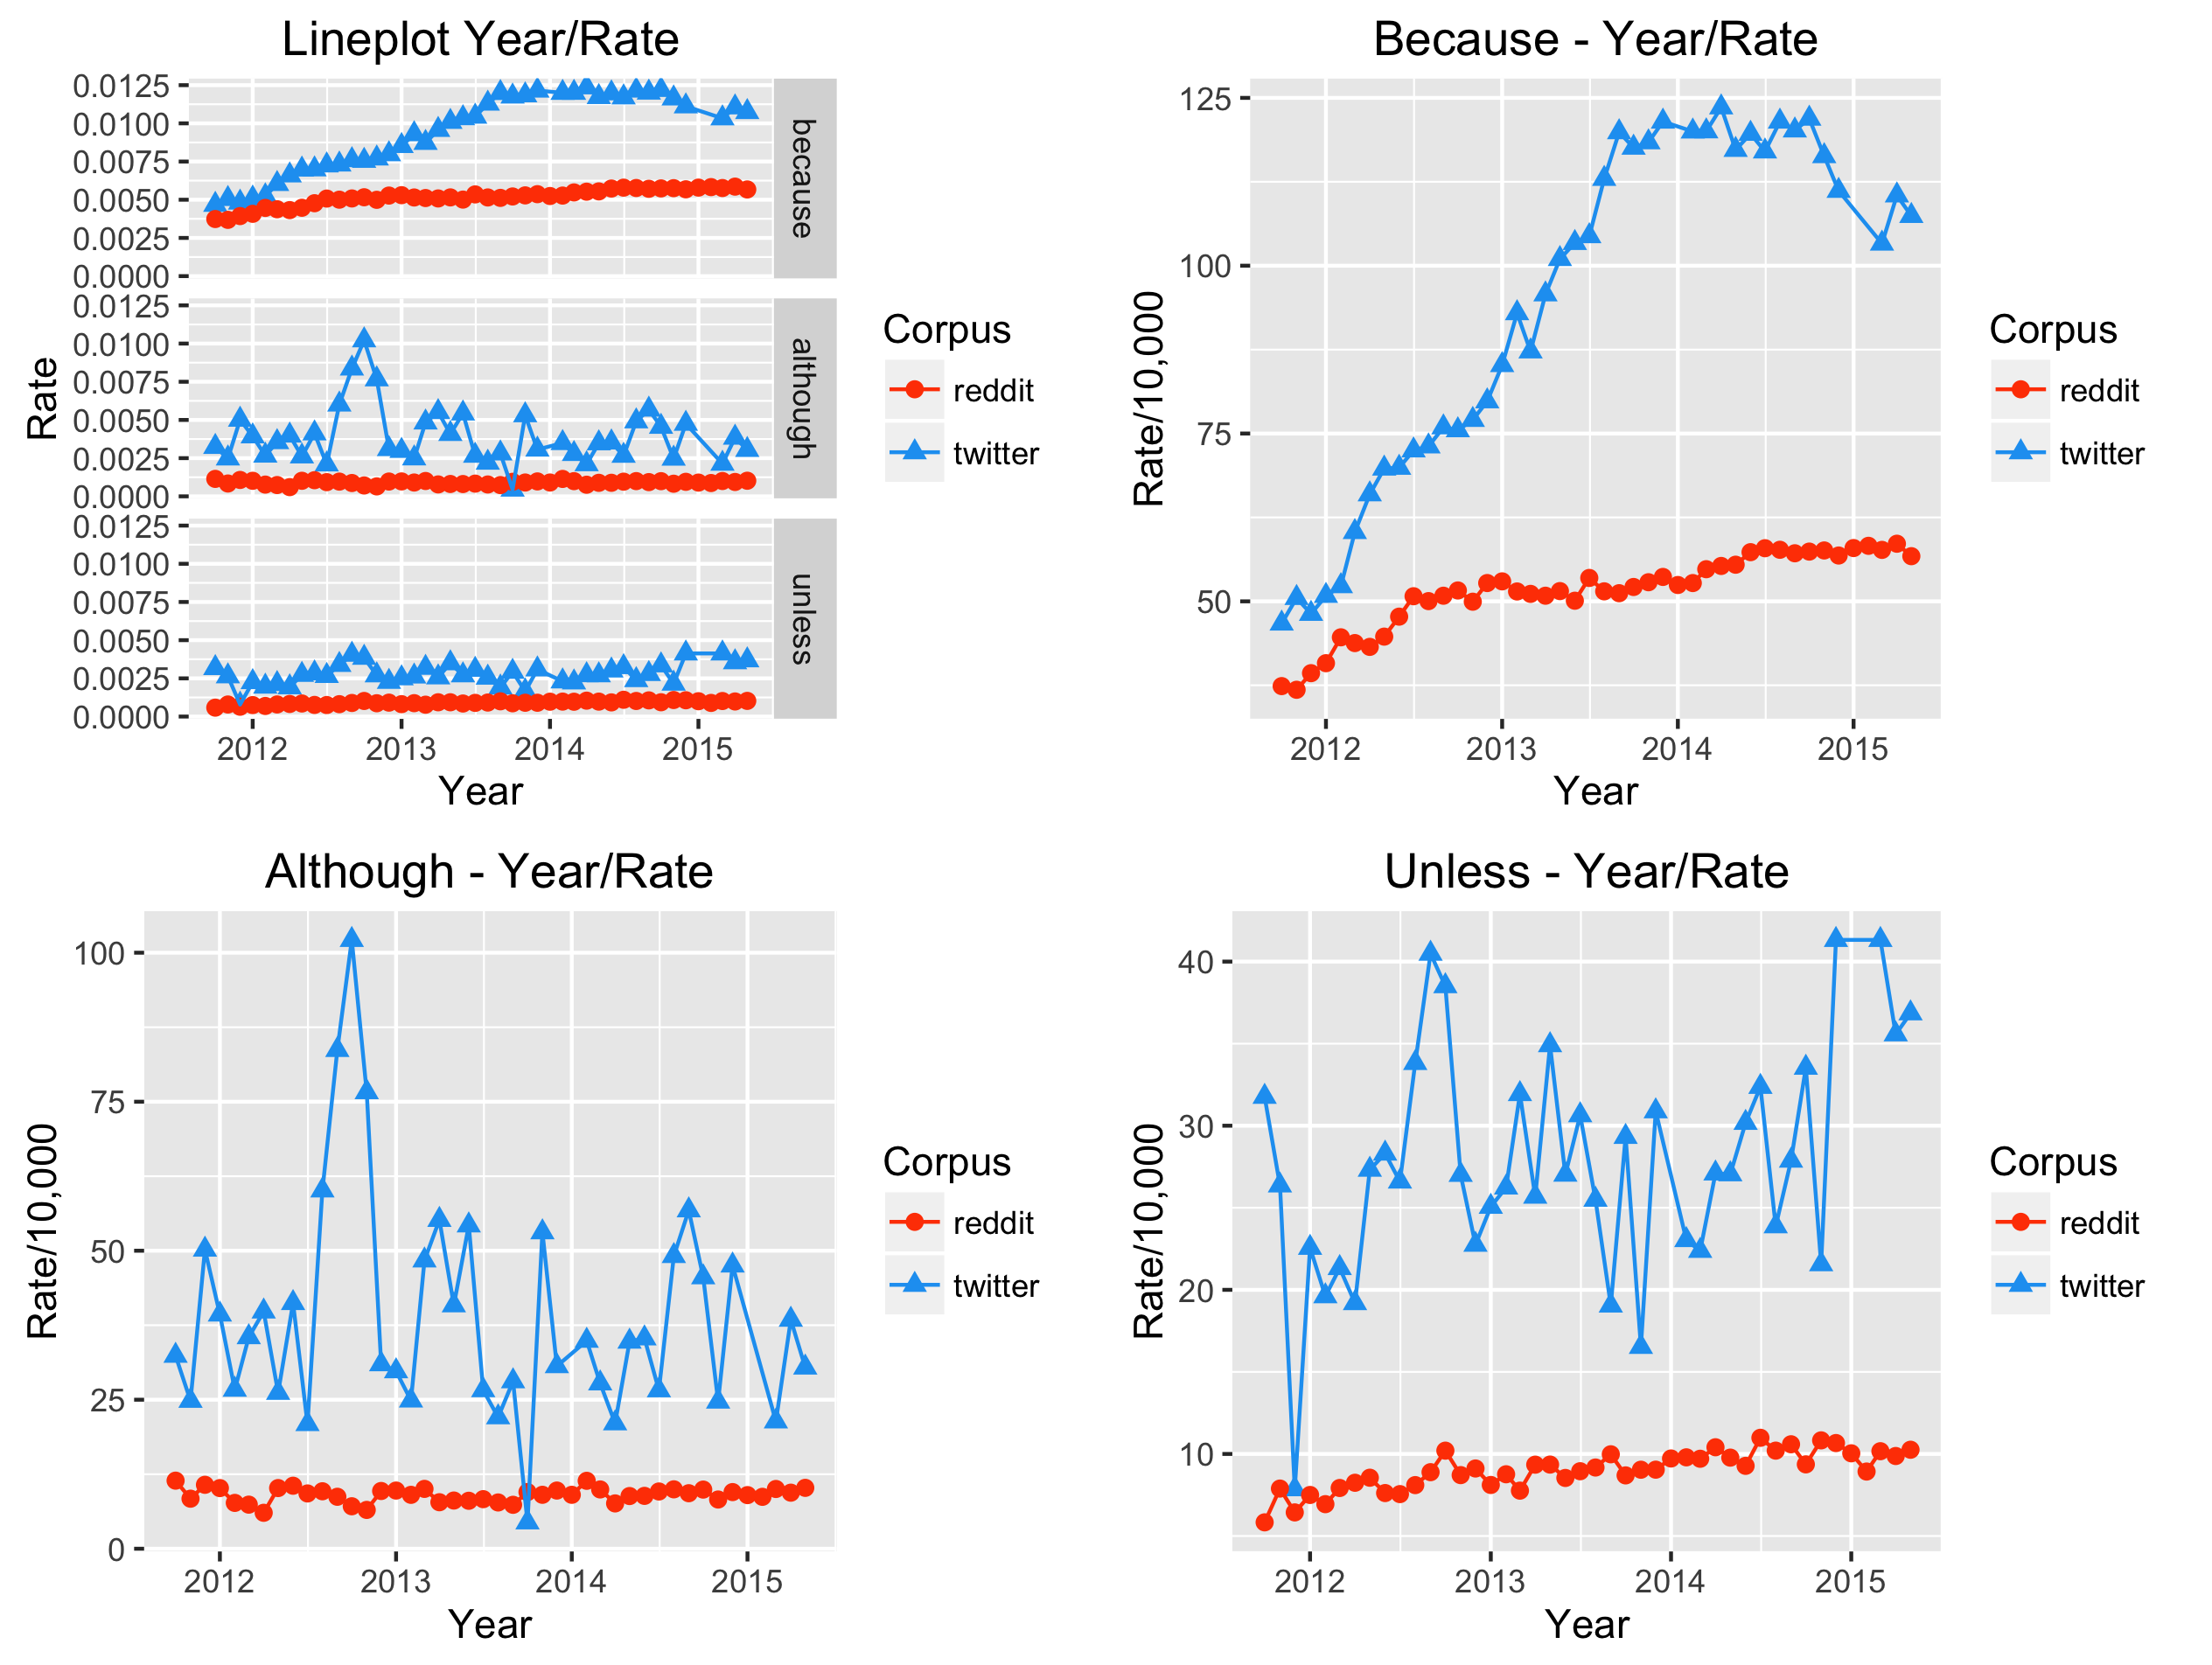 Lineplot Year/Rate
0.0125
0.0100
0.0075
0.0050
0.0025
0.0000
because
0.0125
0.0100
0.0075
0.0050
0.0025
0.0000
although
0.0125
0.0100
0.0075
0.0050
0.0025
0.0000
unless
Rate
2012 2013 2014 2015
Year
Corpus
reddit
twitter
Because - Year/Rate
125
100
75
50
Rate/10,000
2012 2013 2014 2015
Year
Corpus
reddit
twitter
Although - Year/Rate
100
75
50
25
0
Rate/10,000
2012 2013 2014 2015
Year
Corpus
reddit
twitter
Unless - Year/Rate
40
30
20
10
Rate/10,000
2012 2013 2014 2015
Year
Corpus
reddit
twitter